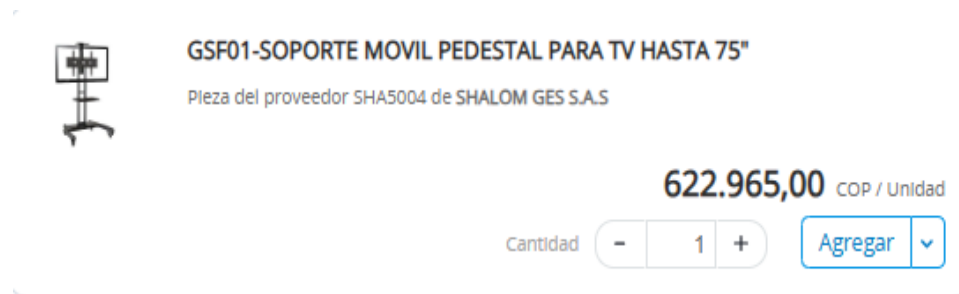 GSF01-SOPORTE MOVIL PEDESTAL PARA TV HASTA 75"
Pieza del proveedor SHA5004 de SHALOM GES S.A.S
622.965,00 COP / Unidad
Cantidad - 1 + Agregar